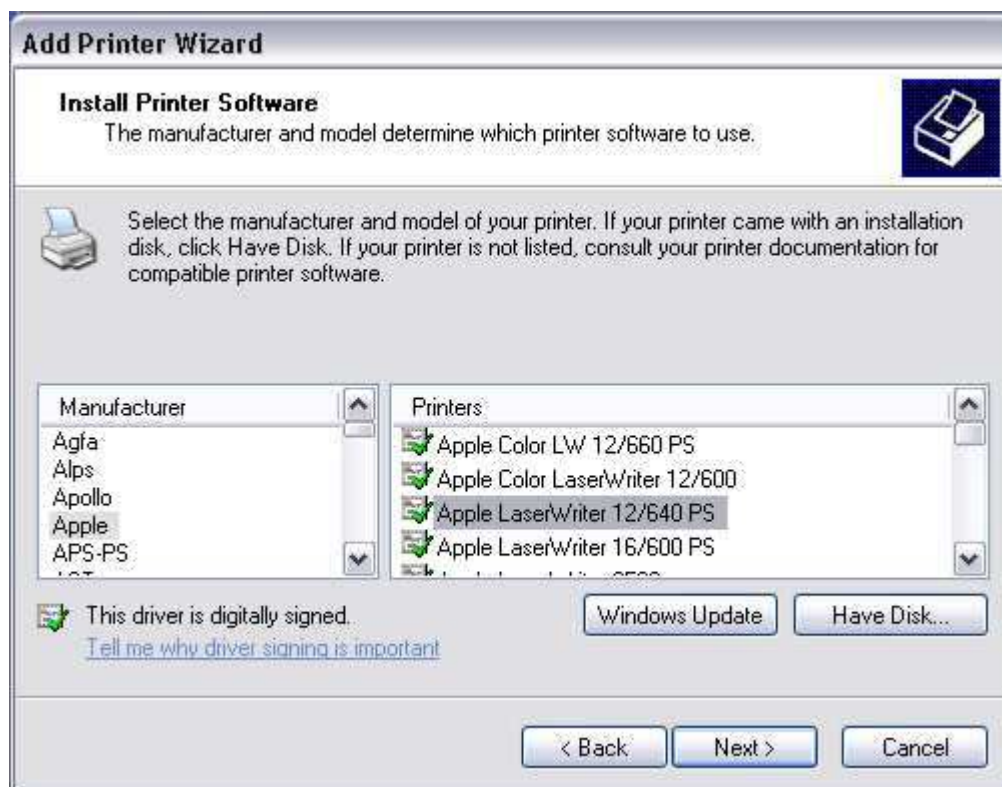 Add Printer Wizard
Install Printer Software
The manufacturer and model determine which printer software to use.
Select the manufacturer and model of your printer. If your printer came with an installation
disk, click Have Disk. If your printer is not listed, consult your printer documentation for
compatible printer software.
Manufacturer
Agfa
Alps
Apollo
Apple
APS-PS
Printers
Apple Color LW 12/660 PS
Apple Color LaserWriter 12/600
Apple LaserWriter 12/640 PS
Apple LaserWriter 16/600 PS
This driver is digitally signed.
Tell me why driver signing is important
Windows Update
Have Disk...
< Back
Next >
Cancel